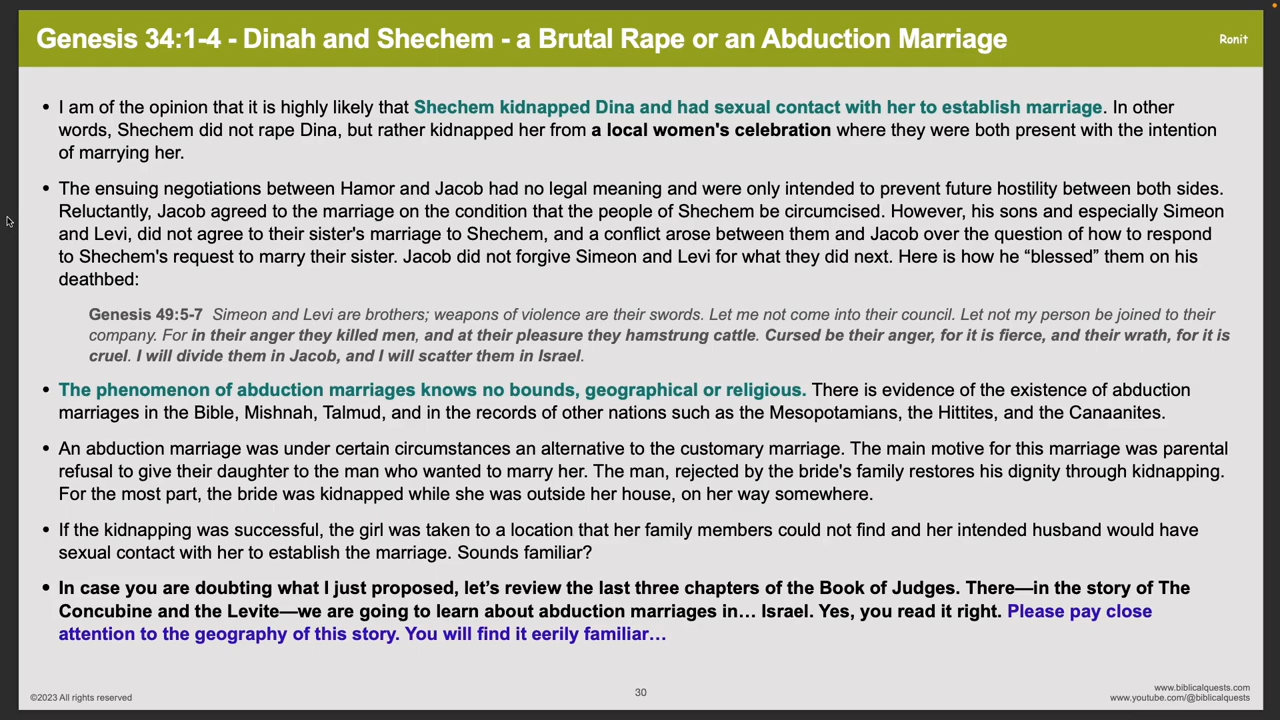 Genesis 34:1-4 - Dinah and Shechem - a Brutal Rape or an Abduction Marriage
Ronit
• I am of the opinion that it is highly likely that Shechem kidnapped Dina and had sexual contact with her to establish marriage. In other
words, Shechem did not rape Dina, but rather kidnapped her from a local women's celebration where they were both present with the intention
of marrying her.
• The ensuing negotiations between Hamor and Jacob had no legal meaning and were only intended to prevent future hostility between both sides.
Reluctantly, Jacob agreed to the marriage on the condition that the people of Shechem be circumcised. However, his sons and especially Simeon
and Levi, did not agree to their sister's marriage to Shechem, and a conflict arose between them and Jacob over the question of how to respond
to Shechem's request to marry their sister. Jacob did not forgive Simeon and Levi for what they did next. Here is how he “blessed” them on his
deathbed:
Genesis 49:5-7 Simeon and Levi are brothers; weapons of violence are their swords. Let me not come into their council. Let not my person be joined to their
company. For in their anger they killed men, and at their pleasure they hamstrung cattle. Cursed be their anger, for it is fierce, and their wrath, for it is
cruel. I will divide them in Jacob, and I will scatter them in Israel.
• The phenomenon of abduction marriages knows no bounds, geographical or religious. There is evidence of the existence of abduction
marriages in the Bible, Mishnah, Talmud, and in the records of other nations such as the Mesopotamians, the Hittites, and the Canaanites.
• An abduction marriage was under certain circumstances an alternative to the customary marriage. The main motive for this marriage was parental
refusal to give their daughter to the man who wanted to marry her. The man, rejected by the bride's family restores his dignity through kidnapping.
For the most part, the bride was kidnapped while she was outside her house, on her way somewhere.
• If the kidnapping was successful, the girl was taken to a location that her family members could not find and her intended husband would have
sexual contact with her to establish the marriage. Sounds familiar?
• In case you are doubting what I just proposed, let’s review the last three chapters of the Book of Judges. There—in the story of The
Concubine and the Levite—we are going to learn about abduction marriages in… Israel. Yes, you read it right. Please pay close
attention to the geography of this story. You will find it eerily familiar…
©2023 All rights reserved
30
www.biblicalquests.com
www.youtube.com/@biblicalquests